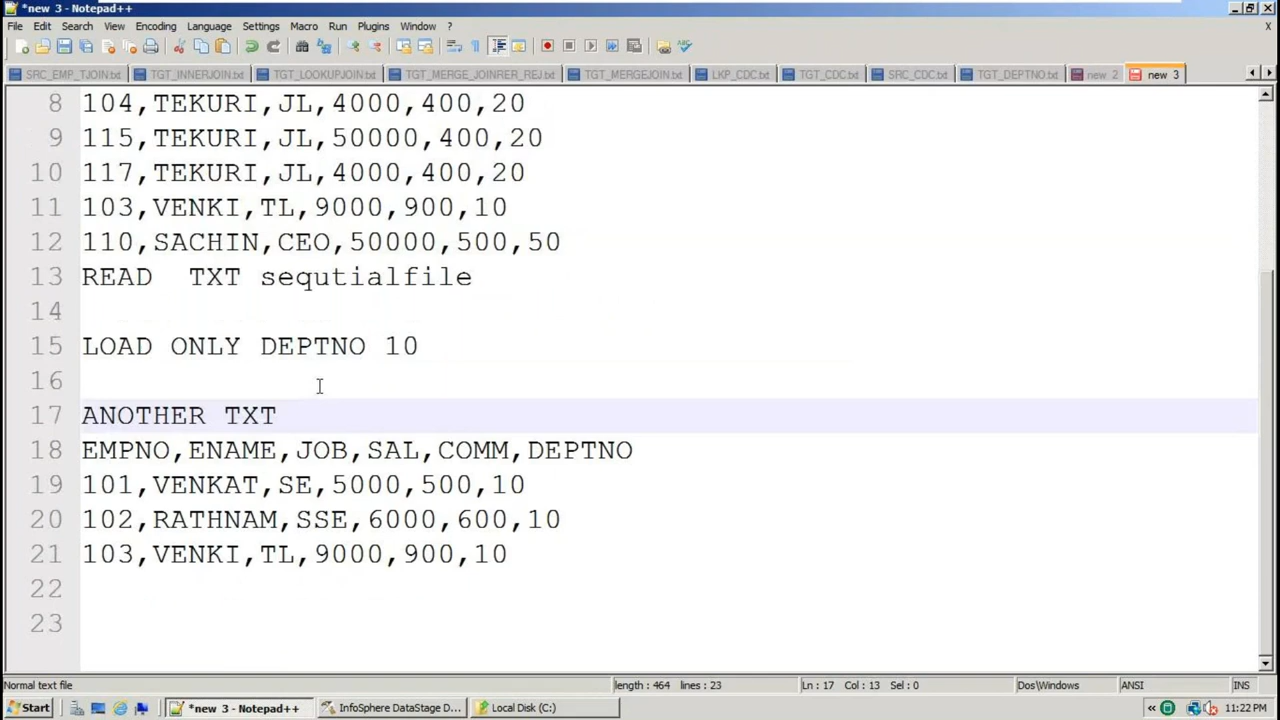 *new 3 - Notepad++
File Edit Search View Encoding Language Settings Macro Run Plugins Window ?
X
SRC_EMP_TJOIN.txt TGT_INNERJOIN.txt TGT_LOOKUPJOIN.txt TGT_MERGE_JOINRER_REJ.txt TGT_MERGEJOIN.txt LKP_CDC.txt TGT_CDC.txt SRC_CDC.txt TGT_DEPTNO.txt new 2 new 3
8 104,TEKURI,JL,4000,400,20
9 115,TEKURI,JL,50000,400,20
10 117,TEKURI,JL,4000,400,20
11 103,VENKI,TL,9000,900,10
12 110,SACHIN,CEO,50000,500,50
13 READ  TXT sequtialfile
14
15 LOAD ONLY DEPTNO 10
16
17 ANOTHER TXT
18 EMPNO,ENAME,JOB,SAL,COMM,DEPTNO
19 101,VENKAT,SE,5000,500,10
20 102,RATHNAM,SSE,6000,600,10
21 103,VENKI,TL,9000,900,10
22
23
Normal text file length : 464 lines : 23 Ln : 17 Col : 13 Sel : 0 Dos\Windows ANSI INS
Start *new 3 - Notepad++ InfoSphere DataStage D... Local Disk (C:) « 11:22 PM